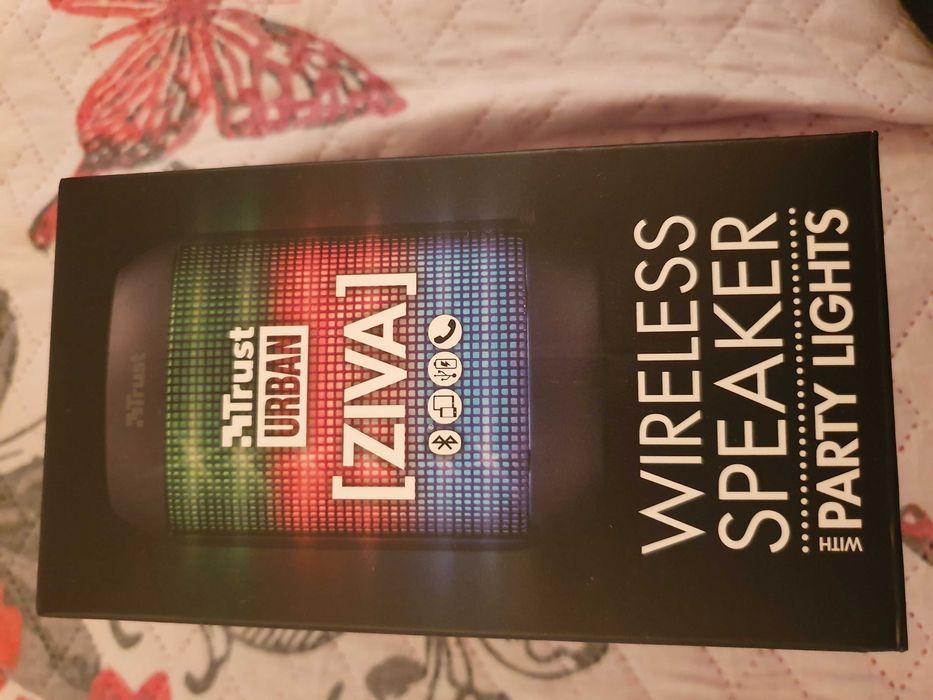 Trust
Trust
URBAN
[ZIVA]
WIRELESS
SPEAKER
WITH PARTY LIGHTS